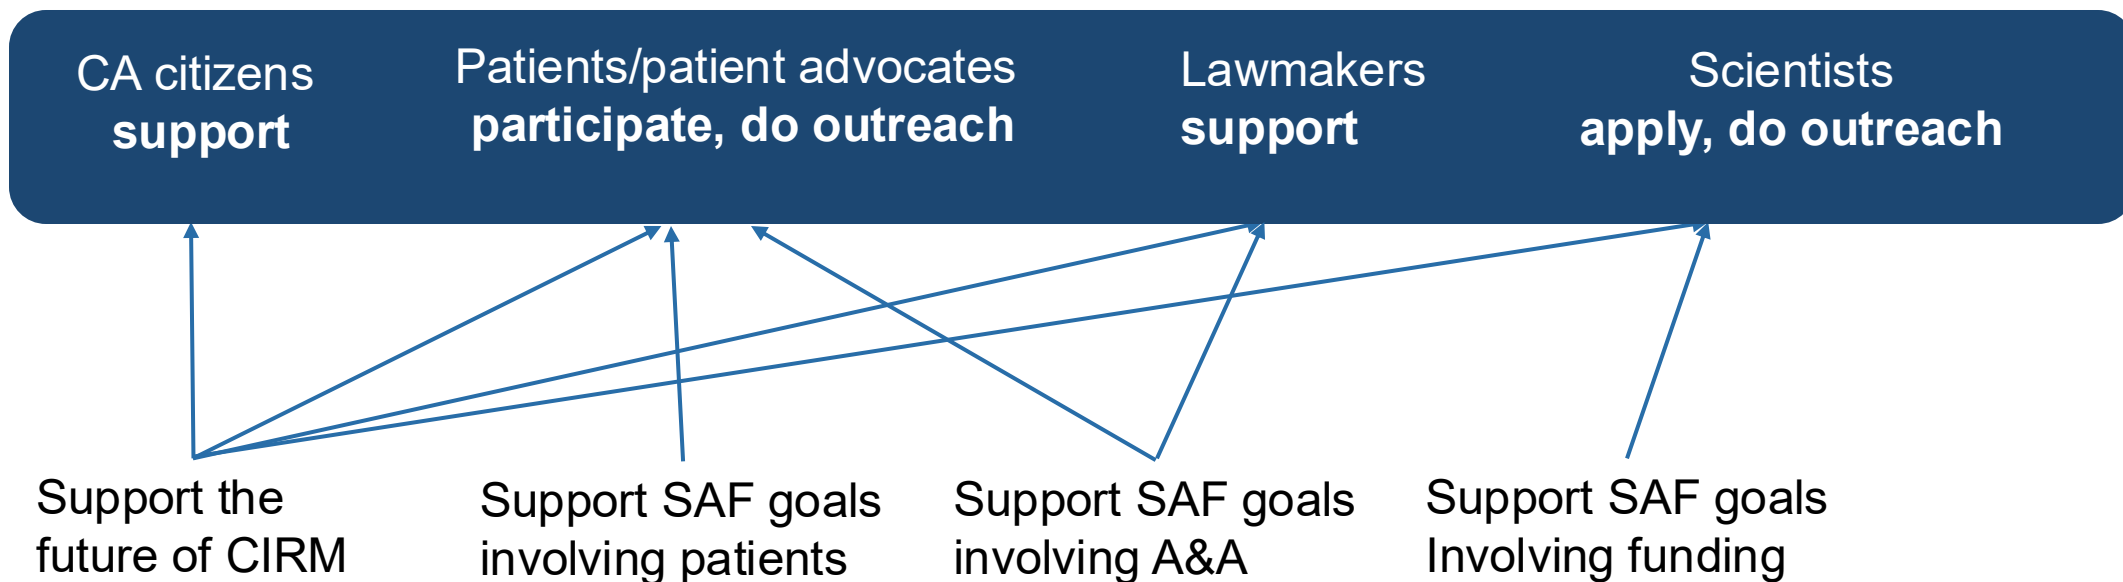 CA citizens
support
Patients/patient advocates
participate, do outreach
Lawmakers
support
Scientists
apply, do outreach
Support the
future of CIRM
Support SAF goals
involving patients
Support SAF goals
involving A&A
Support SAF goals
Involving funding